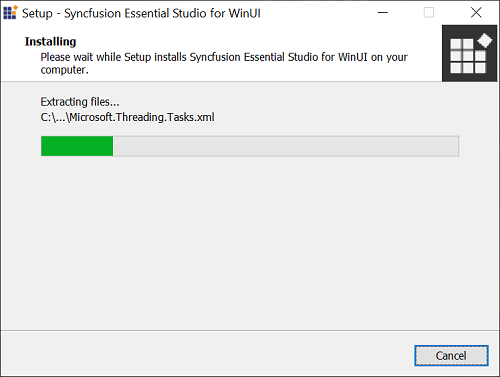 Setup - Syncfusion Essential Studio for WinUI
Installing
Please wait while Setup installs Syncfusion Essential Studio for WinUI on your
computer.
Extracting files...
C:\...\Microsoft.Threading.Tasks.xml
Cancel